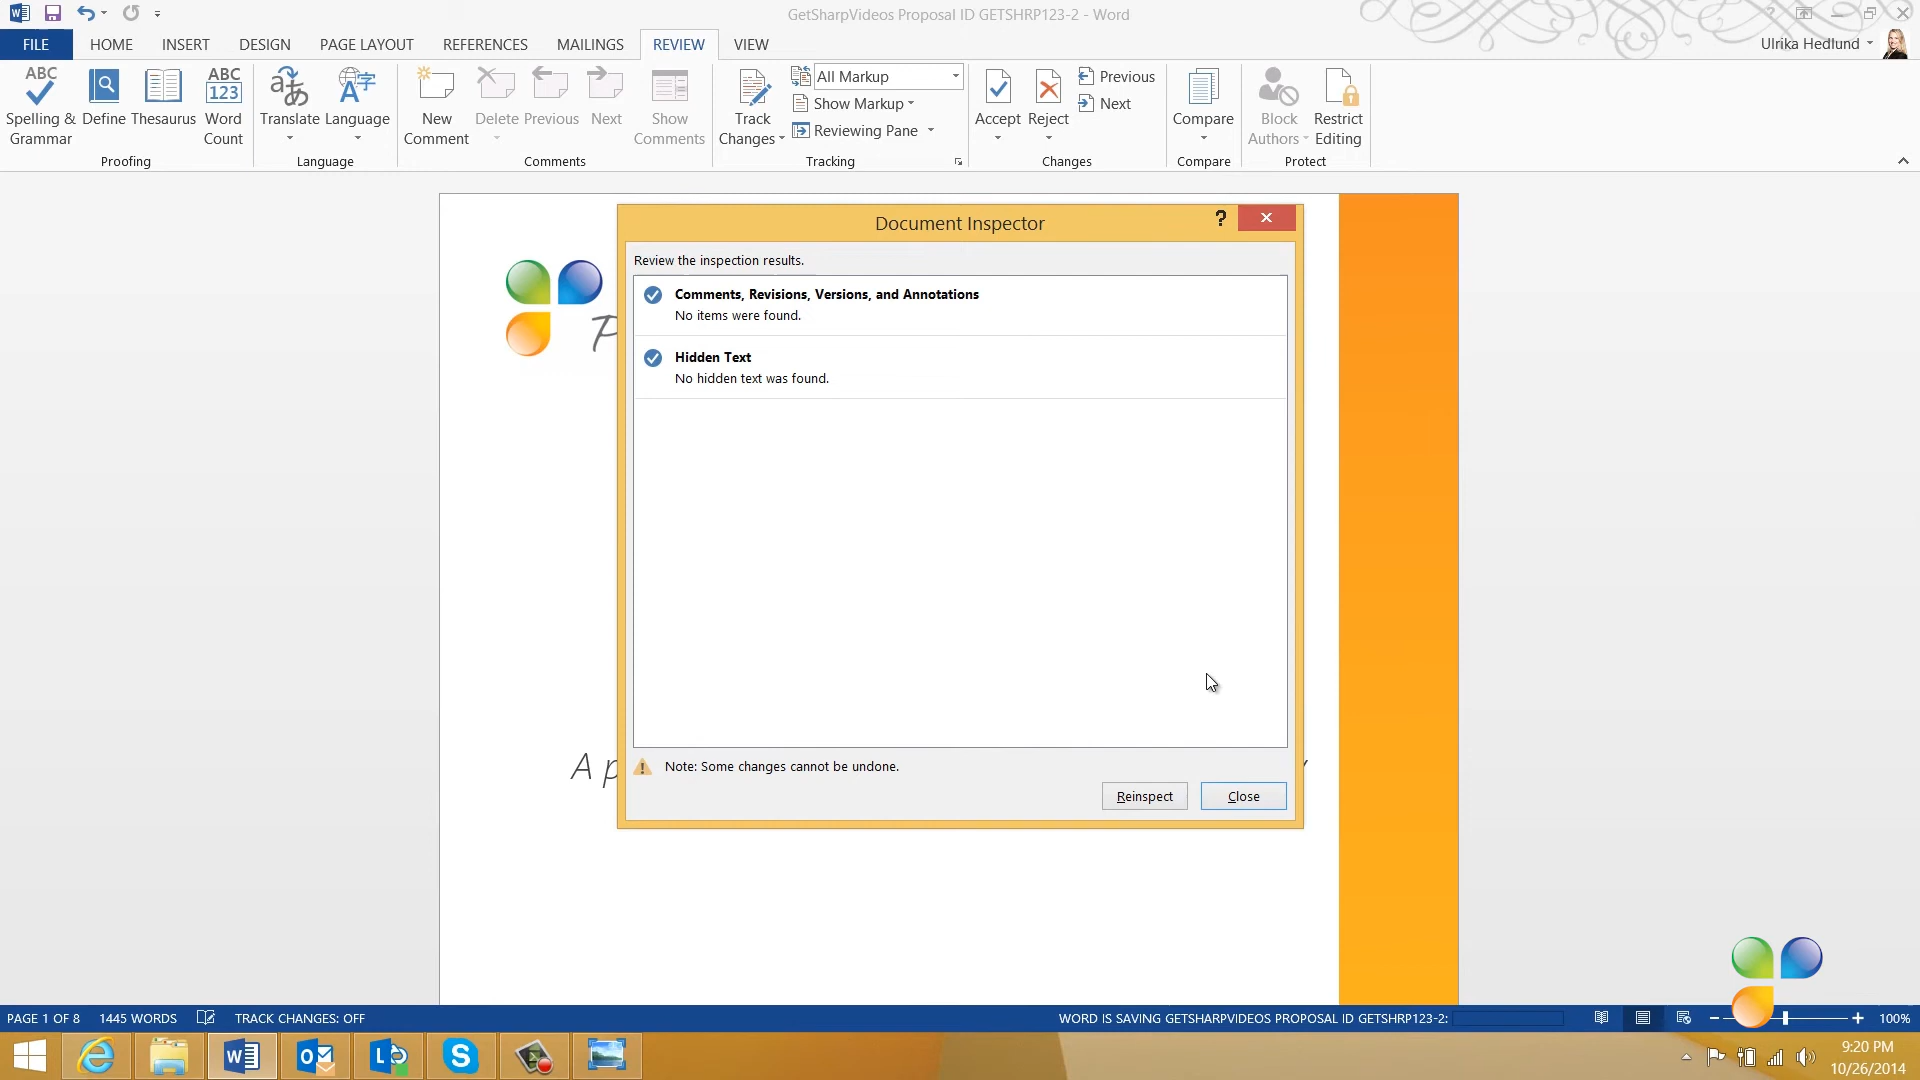 GetSharpVideos Proposal ID GETSHRP123-2 - Word
FILE HOME INSERT DESIGN PAGE LAYOUT REFERENCES MAILINGS REVIEW VIEW
Ulrika Hedlund
ABC
Spelling & Grammar
Define
Thesaurus
ABC
123
Word Count
Proofing
Translate
Language
Language
New Comment
Delete
Previous
Next
Show Comments
Comments
Track Changes
All Markup
Show Markup
Reviewing Pane
Tracking
Accept
Reject
Previous
Next
Changes
Compare
Compare
Block Authors
Restrict Editing
Protect
Document Inspector
Review the inspection results.
Comments, Revisions, Versions, and Annotations
No items were found.
Hidden Text
No hidden text was found.
P
A p
Note: Some changes cannot be undone.
Reinspect
Close
PAGE 1 OF 8
1445 WORDS
TRACK CHANGES: OFF
WORD IS SAVING GETSHARPVIDEOS PROPOSAL ID GETSHRP123-2:
100%
9:20 PM
10/26/2014